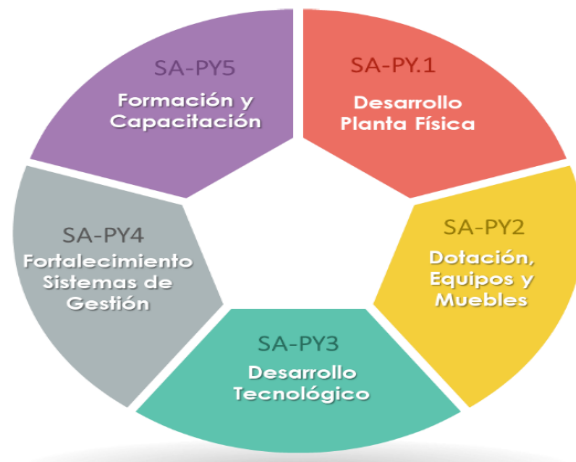 SA-PY5
Formación y
Capacitación
SA-PY.1
Desarrollo
Planta Física
SA-PY2
Dotación,
Equipos y
Muebles
SA-PY3
Desarrollo
Tecnológico
SA-PY4
Fortalecimiento
Sistemas de
Gestión